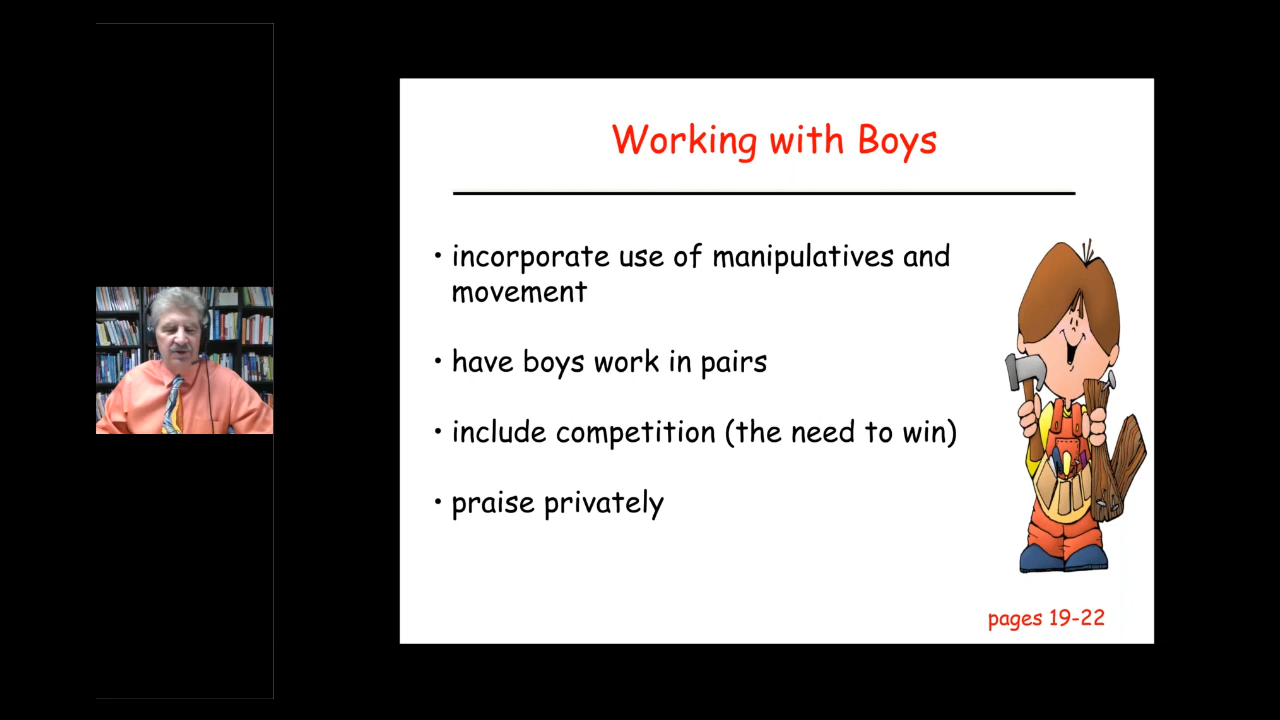 Working with Boys
• incorporate use of manipulatives and
movement
• have boys work in pairs
• include competition (the need to win)
• praise privately
pages 19-22